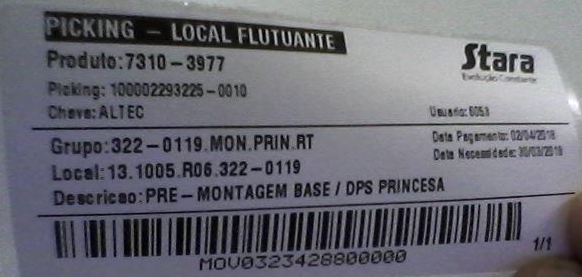 PICKING – LOCAL FLUTUANTE
Stara
Evolução Constante
Produto:7310–3977
Picking: 100002293225-0010
Chave: ALTEC
Usuario: 6053
Grupo:322–0119.MON.PRIN.RT
Data Pagamento: 02/04/2018
Local:13.1005.R06.322–0119
Data Necessidade: 30/03/2018
Descricao:PRE–MONTAGEM BASE / DPS PRINCESA
MOV0323428800000
1/1